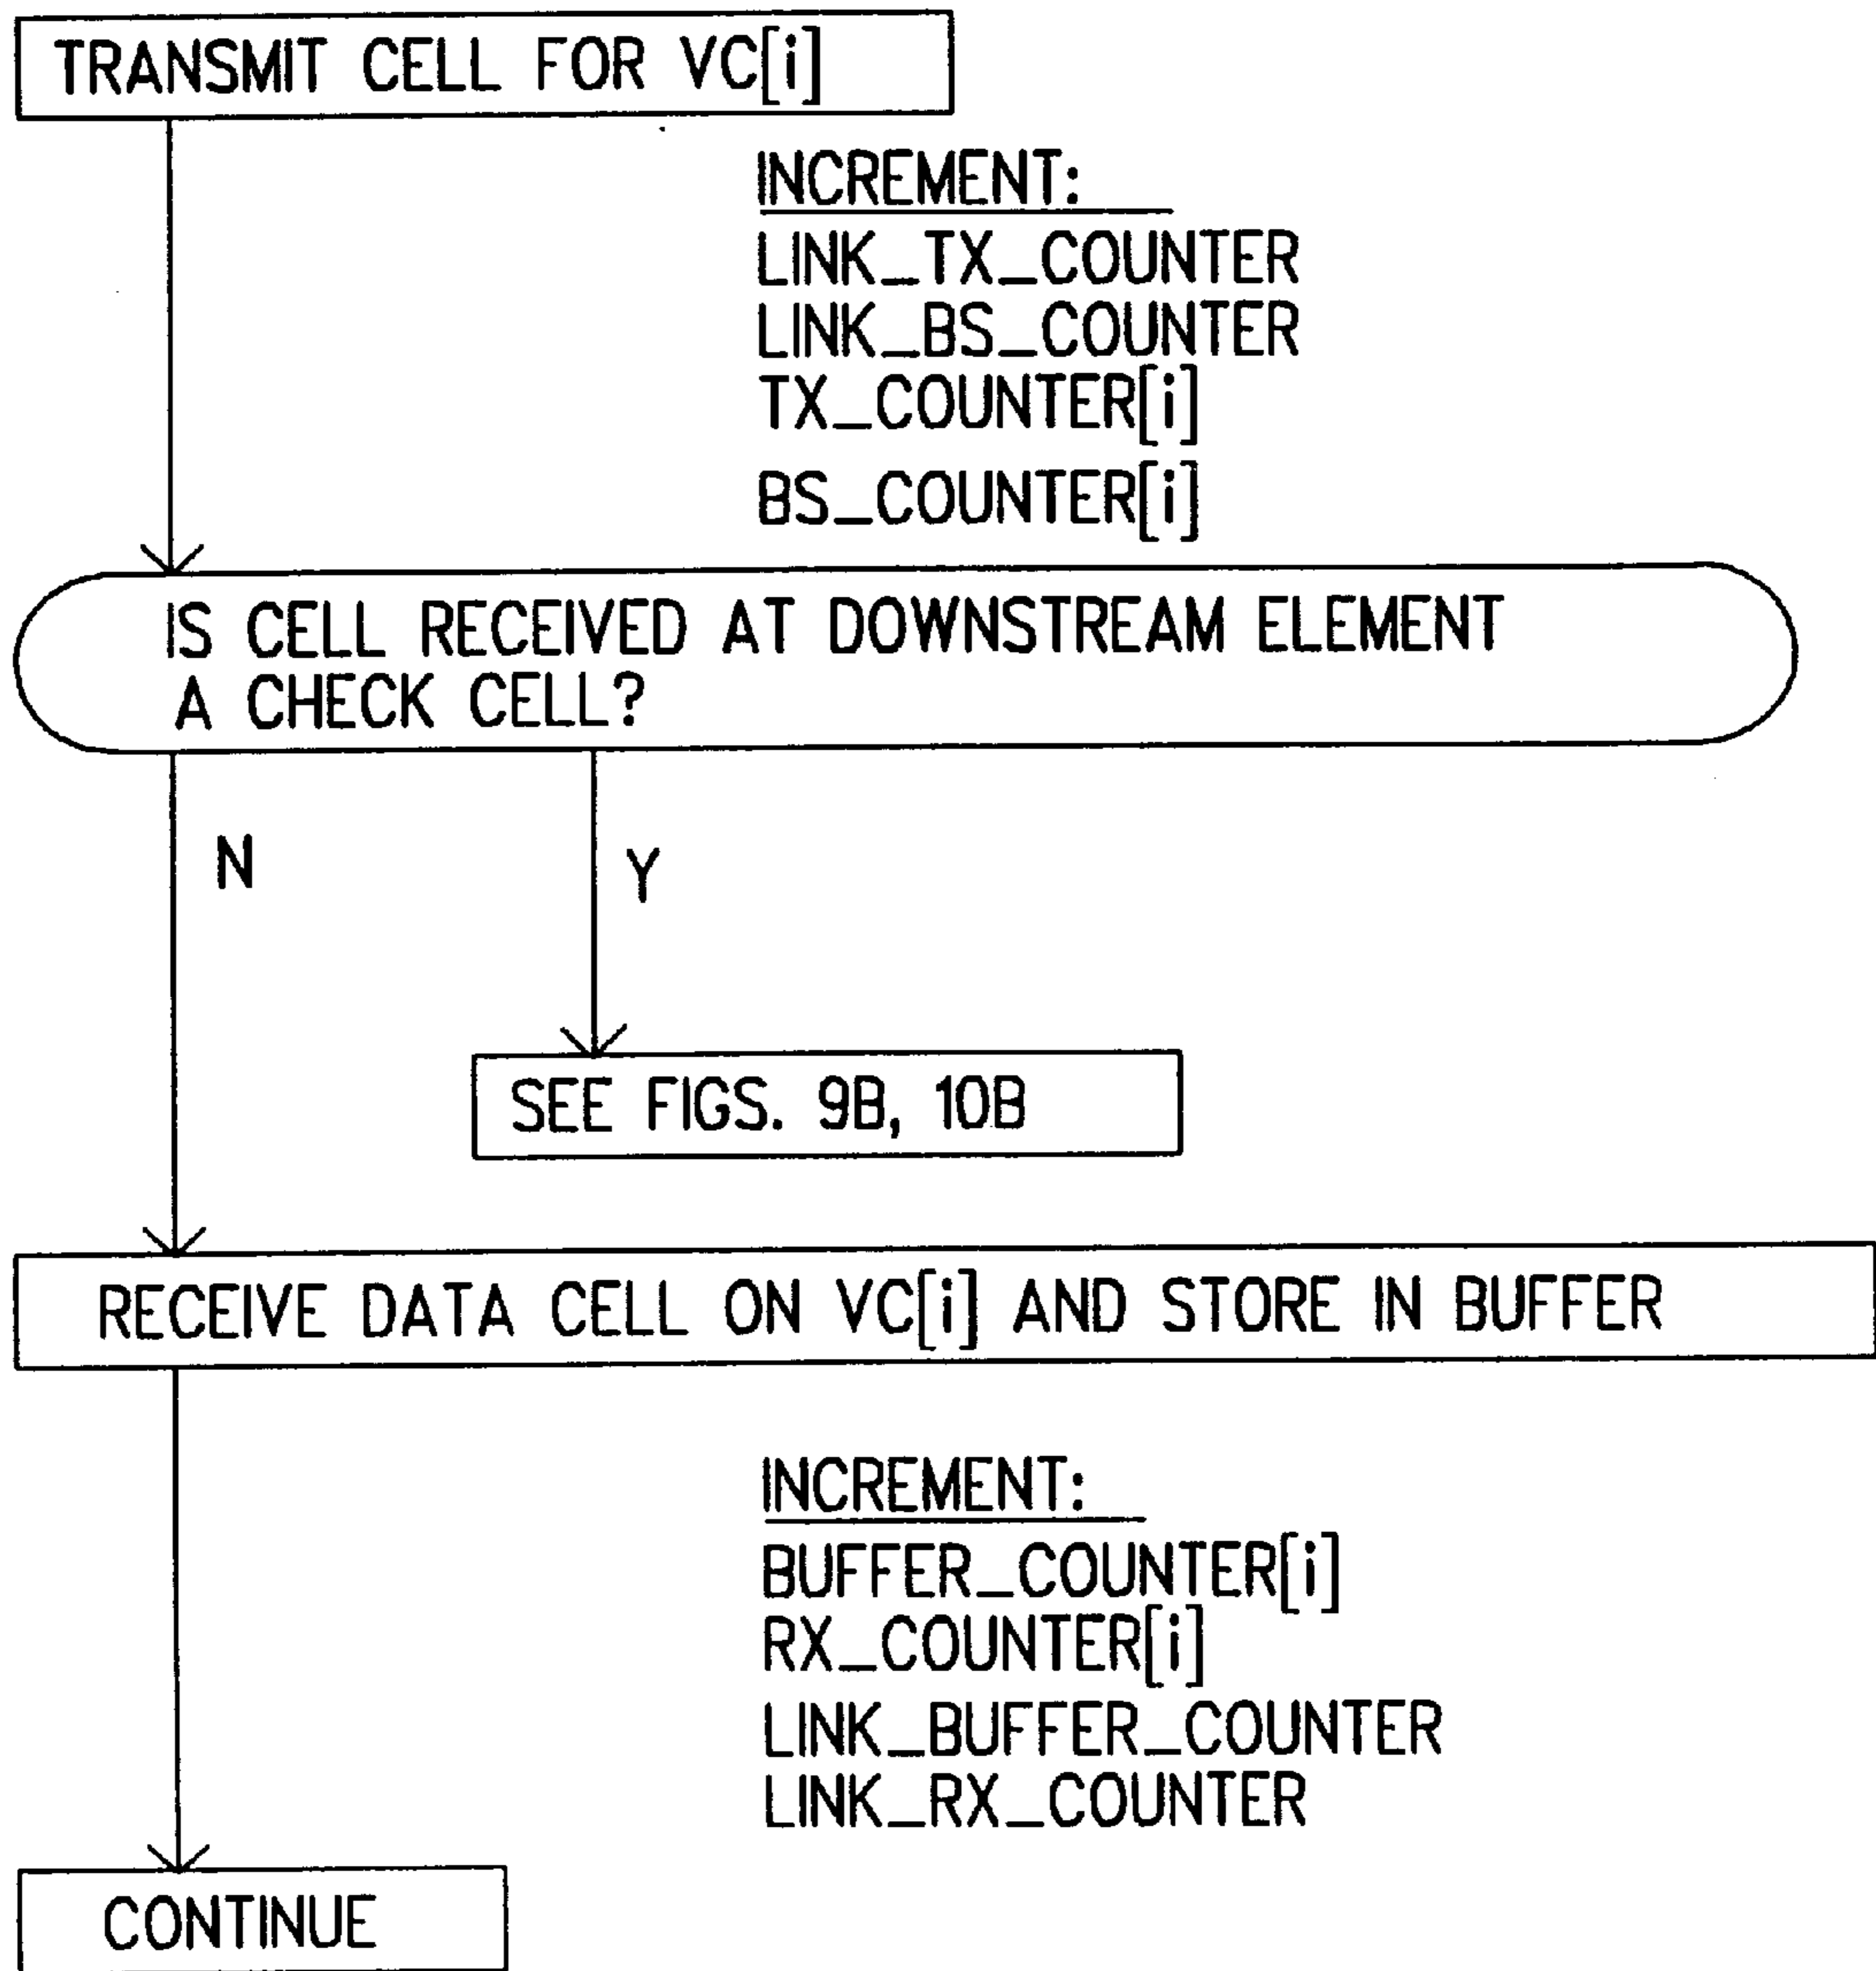 TRANSMIT CELL FOR VC[i]
INCREMENT:
LINK_TX_COUNTER
LINK_BS_COUNTER
TX_COUNTER[i]
BS_COUNTER[i]
IS CELL RECEIVED AT DOWNSTREAM ELEMENT
A CHECK CELL?
N
Y
SEE FIGS. 9B, 10B
RECEIVE DATA CELL ON VC[i] AND STORE IN BUFFER
INCREMENT:
BUFFER_COUNTER[i]
RX_COUNTER[i]
LINK_BUFFER_COUNTER
LINK_RX_COUNTER
CONTINUE